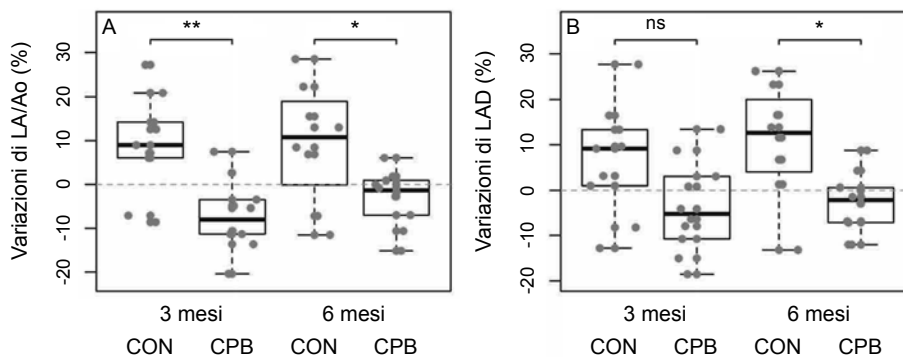 A
Variazioni di LA/Ao (%)
30
20
10
0
-10
-20
**
*
3 mesi
6 mesi
CON
CPB
CON
CPB
B
Variazioni di LAD (%)
30
20
10
0
-10
-20
ns
*
3 mesi
6 mesi
CON
CPB
CON
CPB